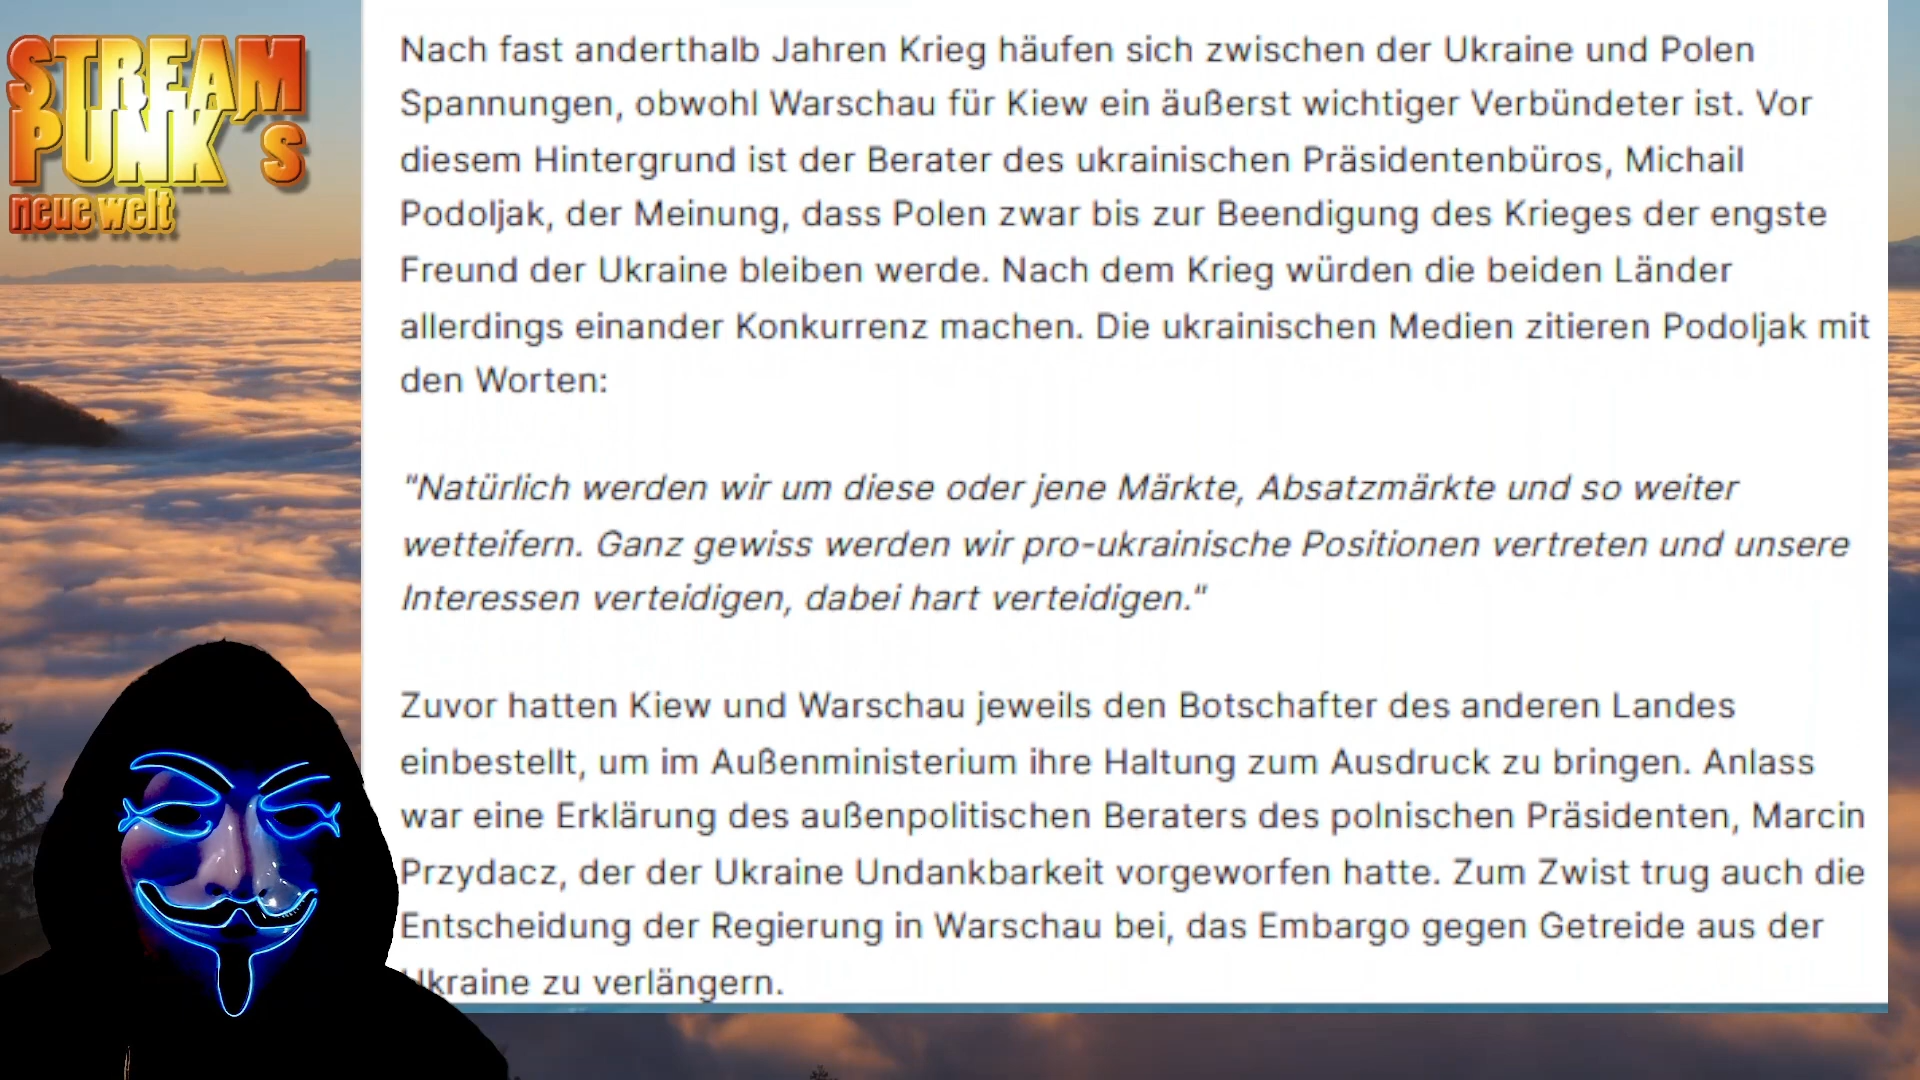 STREAM
PUNK´s
neue welt
Nach fast anderthalb Jahren Krieg häufen sich zwischen der Ukraine und Polen
Spannungen, obwohl Warschau für Kiew ein äußerst wichtiger Verbündeter ist. Vor
diesem Hintergrund ist der Berater des ukrainischen Präsidentenbüros, Michail
Podoljak, der Meinung, dass Polen zwar bis zur Beendigung des Krieges der engste
Freund der Ukraine bleiben werde. Nach dem Krieg würden die beiden Länder
allerdings einander Konkurrenz machen. Die ukrainischen Medien zitieren Podoljak mit
den Worten:
"Natürlich werden wir um diese oder jene Märkte, Absatzmärkte und so weiter
wetteifern. Ganz gewiss werden wir pro-ukrainische Positionen vertreten und unsere
Interessen verteidigen, dabei hart verteidigen."
Zuvor hatten Kiew und Warschau jeweils den Botschafter des anderen Landes
einbestellt, um im Außenministerium ihre Haltung zum Ausdruck zu bringen. Anlass
war eine Erklärung des außenpolitischen Beraters des polnischen Präsidenten, Marcin
Przydacz, der der Ukraine Undankbarkeit vorgeworfen hatte. Zum Zwist trug auch die
Entscheidung der Regierung in Warschau bei, das Embargo gegen Getreide aus der
Ukraine zu verlängern.